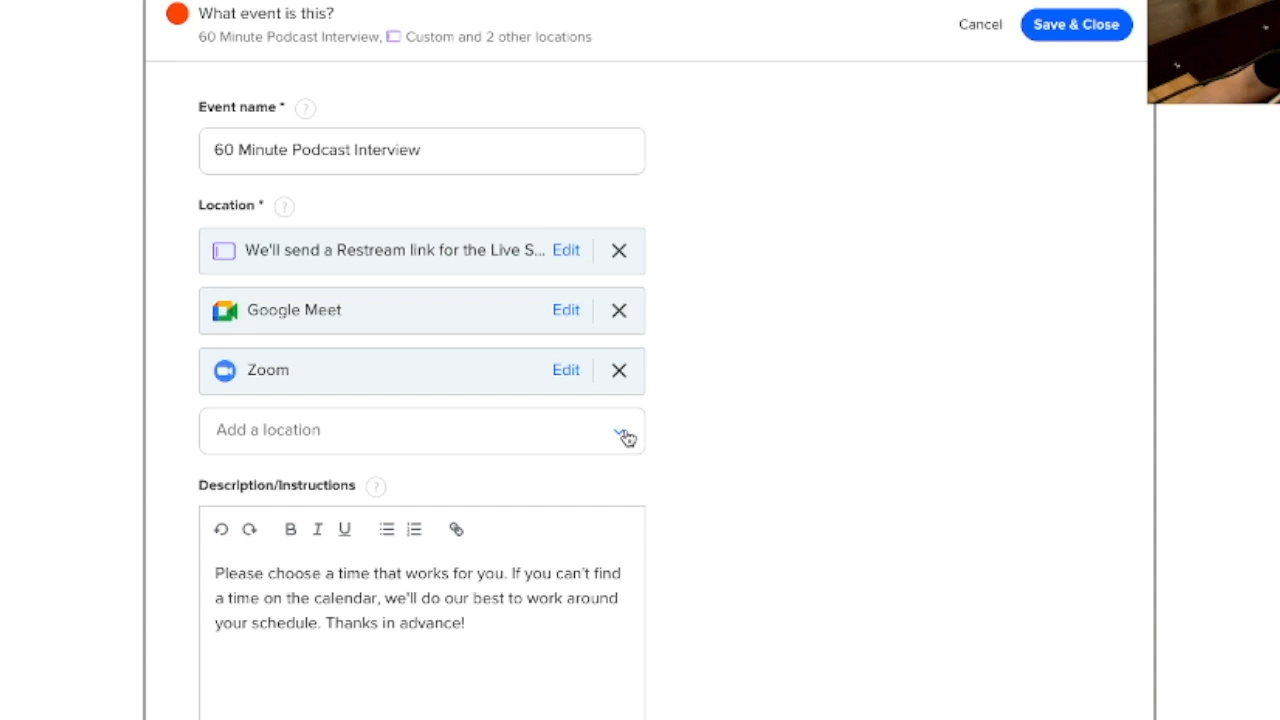 What event is this?
60 Minute Podcast Interview, Custom and 2 other locations
Cancel
Save & Close
Event name *
?
60 Minute Podcast Interview
Location *
?
We'll send a Restream link for the Live S...
Edit
Google Meet
Edit
Zoom
Edit
Add a location
Description/Instructions
?
B I U
Please choose a time that works for you. If you can't find
a time on the calendar, we'll do our best to work around
your schedule. Thanks in advance!